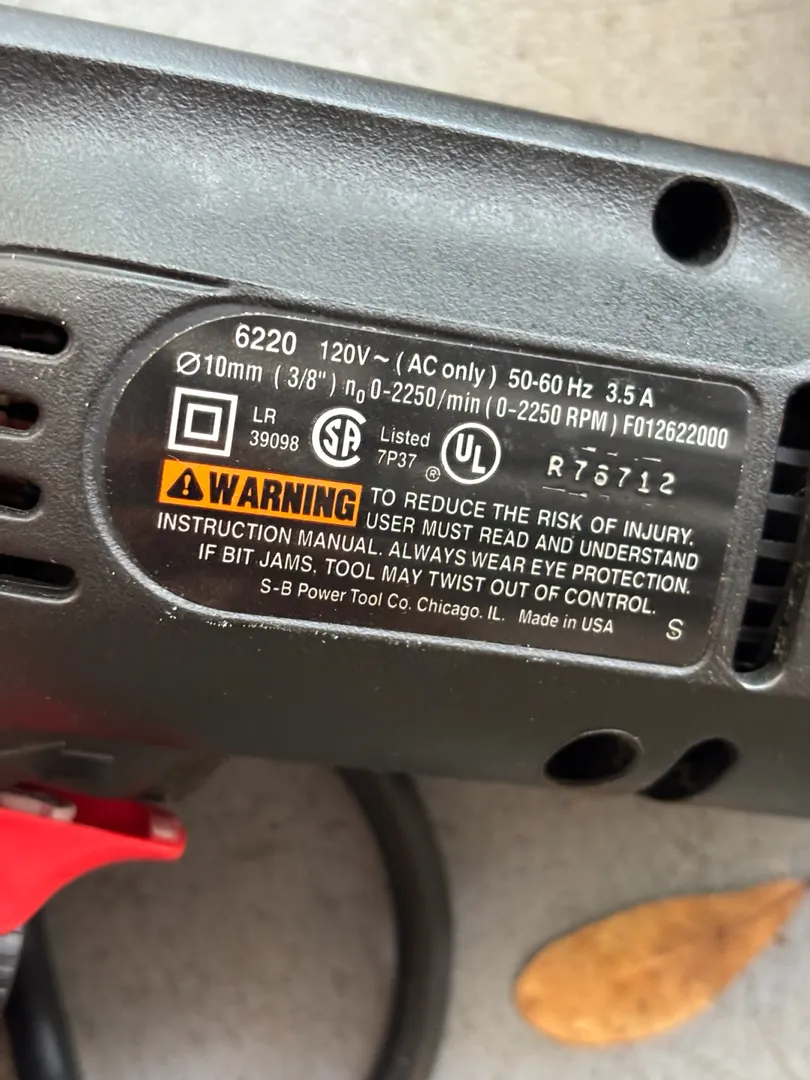 6220 120V~ (AC only) 50-60 Hz 3.5 A
Ø10mm (3/8") n₀ 0-2250/min (0-2250 RPM) F012622000
LR
39098
SA
Listed
7P37
®
UL
R76712
WARNING TO REDUCE THE RISK OF INJURY,
USER MUST READ AND UNDERSTAND
INSTRUCTION MANUAL. ALWAYS WEAR EYE PROTECTION.
IF BIT JAMS, TOOL MAY TWIST OUT OF CONTROL.
S-B Power Tool Co. Chicago. IL. Made in USA S